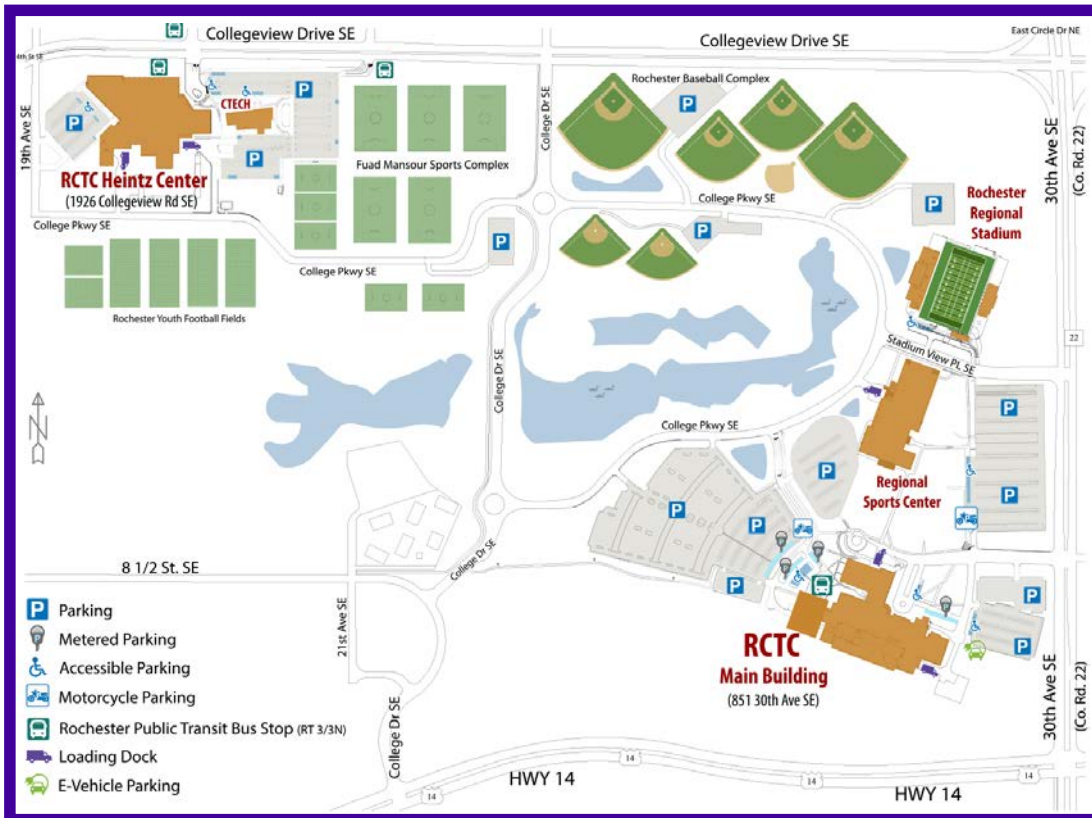 Collegeview Drive SE
Collegeview Drive SE
East Circle Dr NE
4th St SE
19th Ave SE
P
P
P
CTECH
RCTC Heintz Center
(1926 Collegeview Rd SE)
College Pkwy SE
College Pkwy SE
Fuad Mansour Sports Complex
Rochester Youth Football Fields
P
College Dr SE
Rochester Baseball Complex
P
College Pkwy SE
P
P
Rochester
Regional
Stadium
30th Ave SE
(Co. Rd. 22)
22
Stadium View PL SE
College Dr SE
College Pkwy SE
N
P
P
P
Regional
Sports Center
P
P
P
P
P
P
College Dr SE
8 1/2 St. SE
21st Ave SE
RCTC
Main Building
(851 30th Ave SE)
30th Ave SE
(Co. Rd. 22)
P Parking
P Metered Parking
Accessible Parking
Motorcycle Parking
Rochester Public Transit Bus Stop (RT 3/3N)
Loading Dock
E-Vehicle Parking
College Dr SE
HWY 14
HWY 14
14
14
14
14